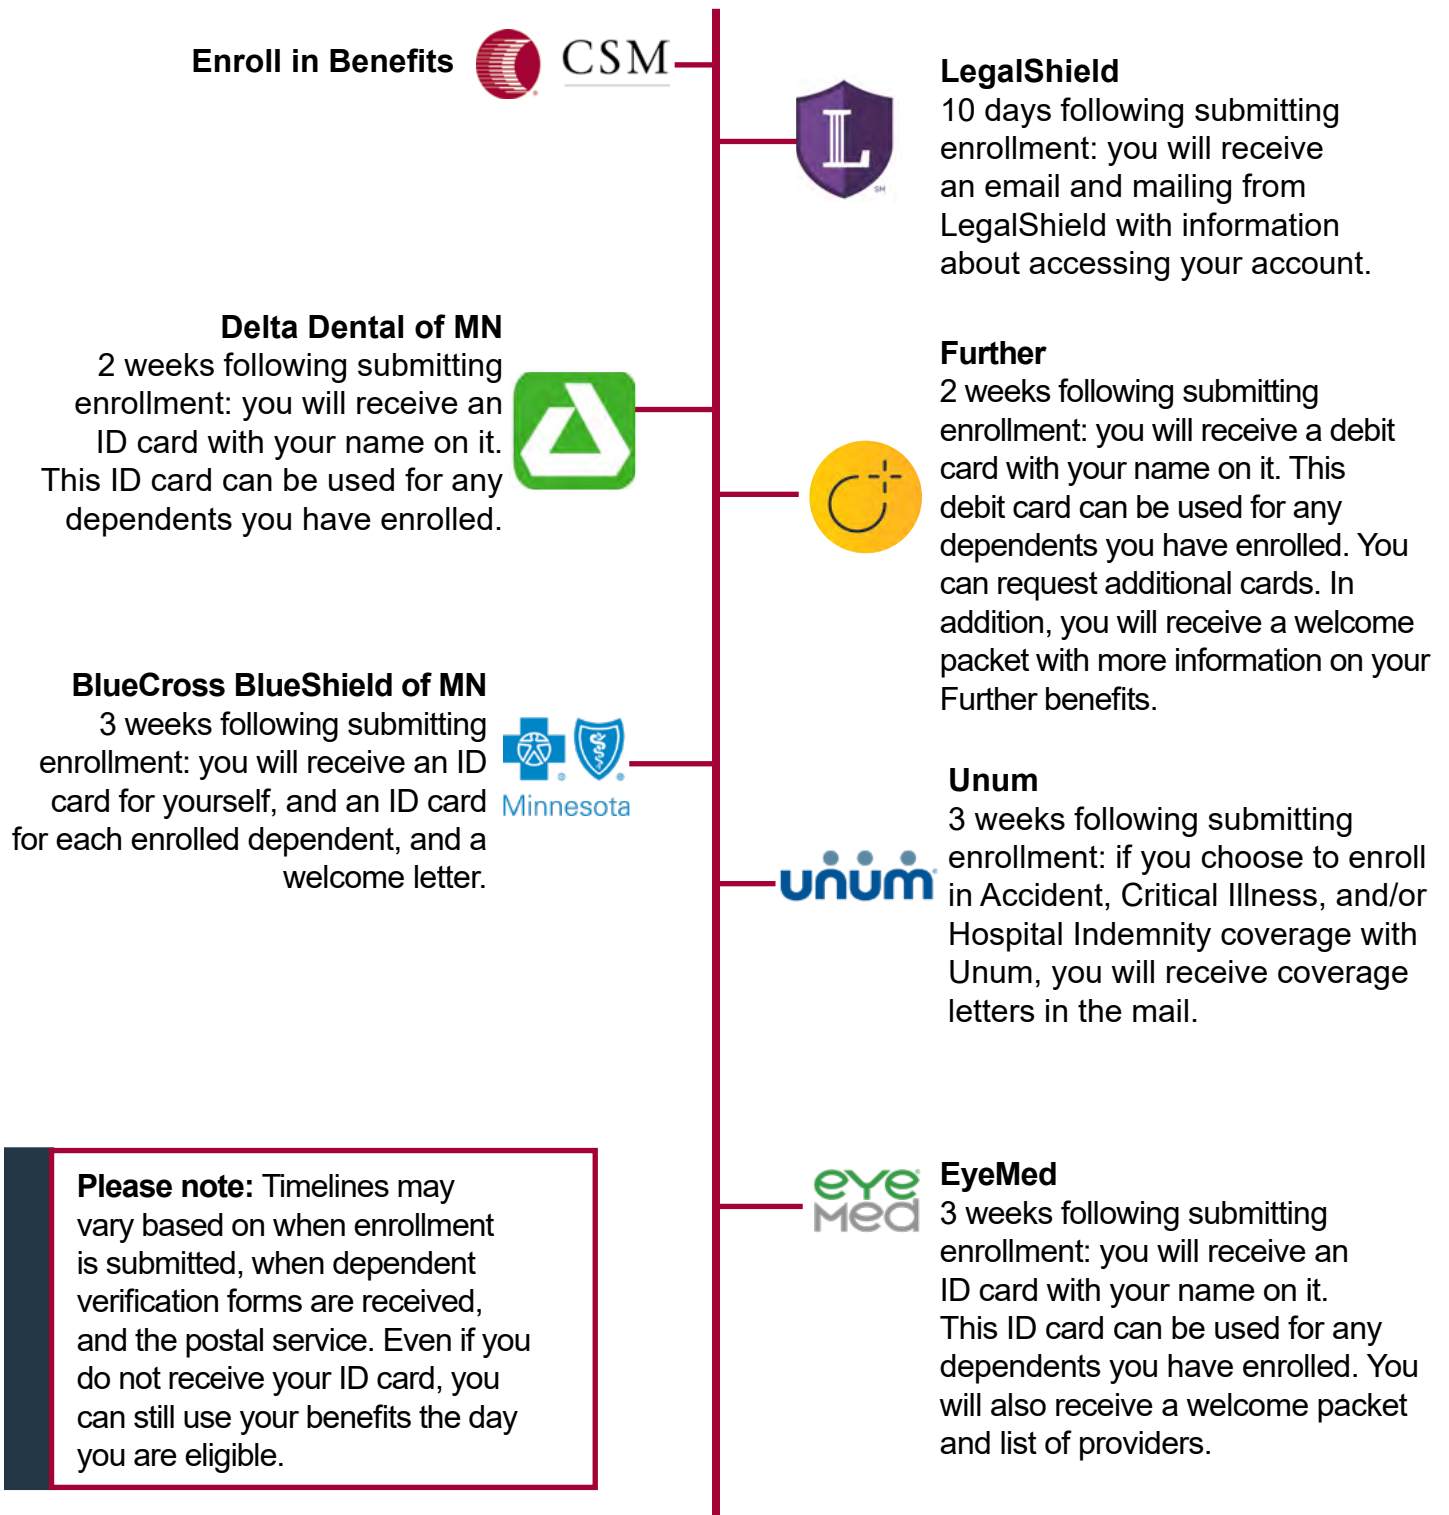 Enroll in Benefits
CSM
LegalShield
10 days following submitting
enrollment: you will receive
an email and mailing from
LegalShield with information
about accessing your account.
L
SM
Delta Dental of MN
2 weeks following submitting
enrollment: you will receive an
ID card with your name on it.
This ID card can be used for any
dependents you have enrolled.
Further
2 weeks following submitting
enrollment: you will receive a debit
card with your name on it. This
debit card can be used for any
dependents you have enrolled. You
can request additional cards. In
addition, you will receive a welcome
packet with more information on your
Further benefits.
BlueCross BlueShield of MN
3 weeks following submitting
enrollment: you will receive an ID
card for yourself, and an ID card
for each enrolled dependent, and a
welcome letter.
® ®
Minnesota
Unum
3 weeks following submitting
enrollment: if you choose to enroll
in Accident, Critical Illness, and/or
Hospital Indemnity coverage with
Unum, you will receive coverage
letters in the mail.
unum
Please note: Timelines may
vary based on when enrollment
is submitted, when dependent
verification forms are received,
and the postal service. Even if you
do not receive your ID card, you
can still use your benefits the day
you are eligible.
eye
Med
EyeMed
3 weeks following submitting
enrollment: you will receive an
ID card with your name on it.
This ID card can be used for any
dependents you have enrolled. You
will also receive a welcome packet
and list of providers.